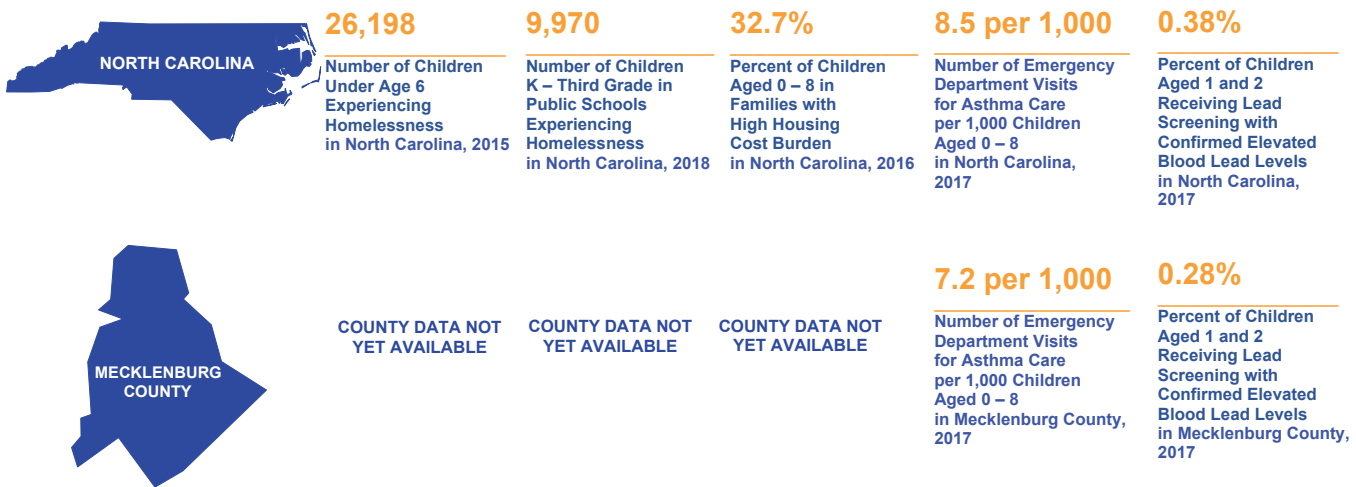 NORTH CAROLINA
26,198
Number of Children
Under Age 6
Experiencing
Homelessness
in North Carolina, 2015
9,970
Number of Children
K – Third Grade in
Public Schools
Experiencing
Homelessness
in North Carolina, 2018
32.7%
Percent of Children
Aged 0 – 8 in
Families with
High Housing
Cost Burden
in North Carolina, 2016
8.5 per 1,000
Number of Emergency
Department Visits
for Asthma Care
per 1,000 Children
Aged 0 – 8
in North Carolina,
2017
0.38%
Percent of Children
Aged 1 and 2
Receiving Lead
Screening with
Confirmed Elevated
Blood Lead Levels
in North Carolina,
2017
MECKLENBURG
COUNTY
COUNTY DATA NOT
YET AVAILABLE
COUNTY DATA NOT
YET AVAILABLE
COUNTY DATA NOT
YET AVAILABLE
7.2 per 1,000
Number of Emergency
Department Visits
for Asthma Care
per 1,000 Children
Aged 0 – 8
in Mecklenburg County,
2017
0.28%
Percent of Children
Aged 1 and 2
Receiving Lead
Screening with
Confirmed Elevated
Blood Lead Levels
in Mecklenburg County,
2017